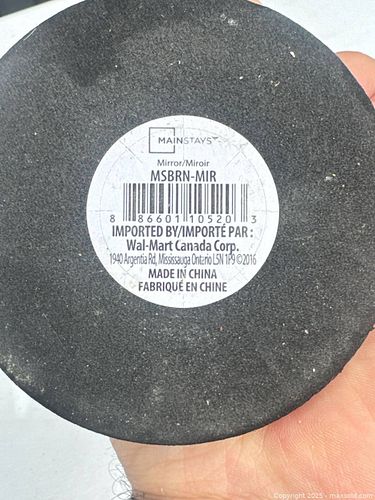 MAINSTAYS
Mirror/Miroir
MSBRN-MIR
8 86601 10520 3
IMPORTED BY/IMPORTÉ PAR :
Wal-Mart Canada Corp.
1940 Argentia Rd, Mississauga Ontario L5N 1P9 ©2016
MADE IN CHINA
FABRIQUÉ EN CHINE
Copyright 2025 - maxsold.com